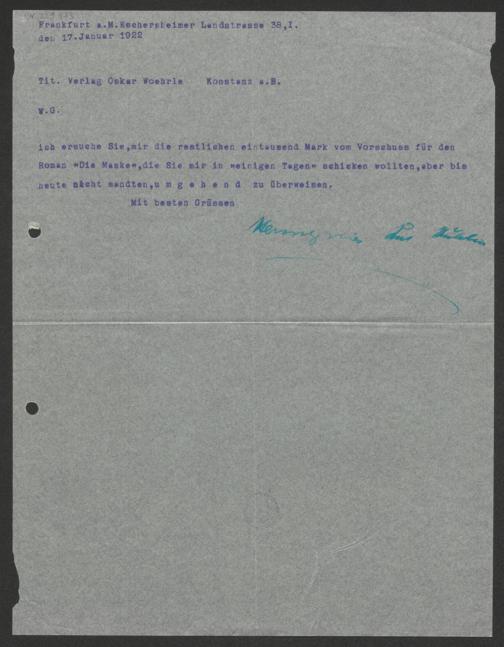 Frankfurt a.M.Eschersheimer Landstrasse 38,I.
den 17.Januar 1922
Tit. Verlag Oskar Woehrle Konstanz a.B.
W.G.
ich ersuche Sie,mir die restlichen eintausend Mark vom Vorschuss für den
Roman "Die Maske",die Sie mir in "einigen Tagen" schicken wollten,aber bis
heute nicht sandten,u m g e h e n d zu überweisen.
Mit besten Grüssen